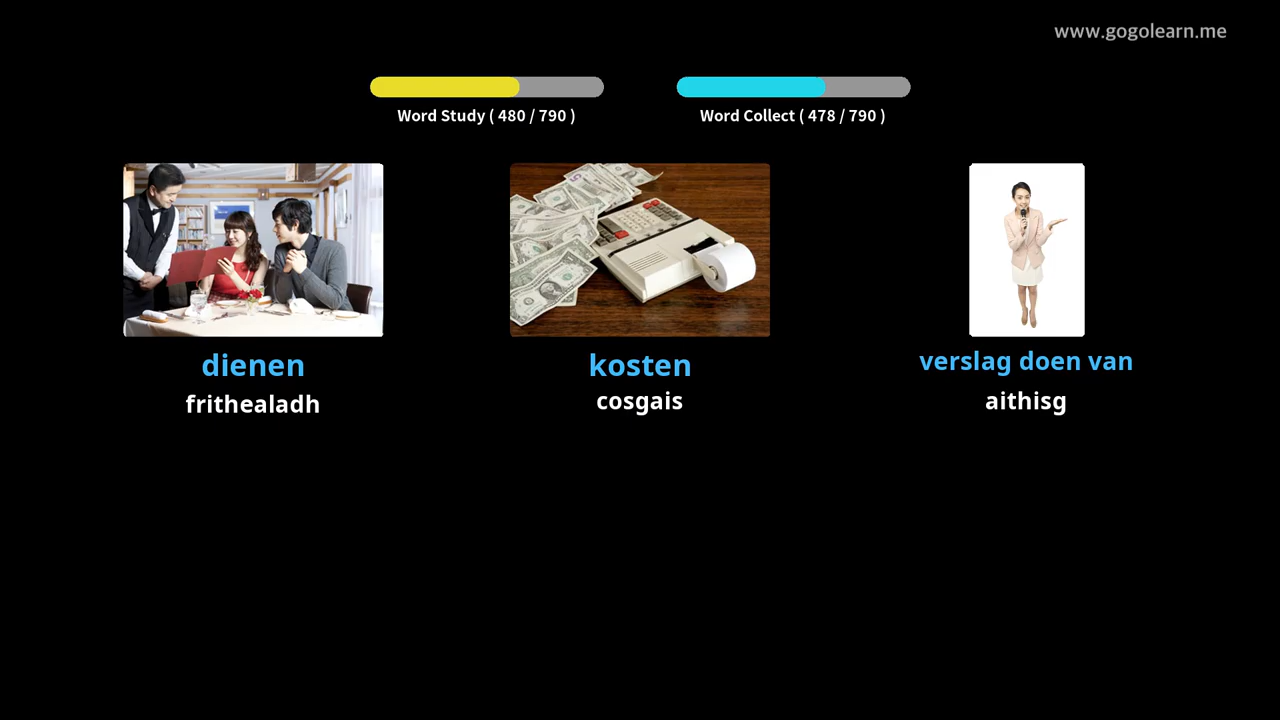 www.gogolearn.me
Word Study ( 480 / 790 )
Word Collect ( 478 / 790 )
dienen
frithealadh
kosten
cosgais
verslag doen van
aithisg